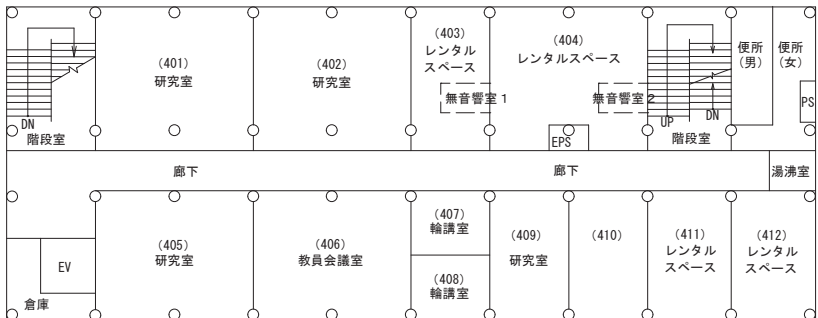 (401)
研究室
(402)
研究室
(403)
レンタル
スペース
(404)
レンタルスペース
便所
(男)
便所
(女)
無音響室1
無音響室2
PS
DN
階段室
EPS
UP
DN
階段室
廊下
廊下
湯沸室
(405)
研究室
(406)
教員会議室
(407)
輪講室
(408)
輪講室
(409)
研究室
(410)
(411)
レンタル
スペース
(412)
レンタル
スペース
EV
倉庫